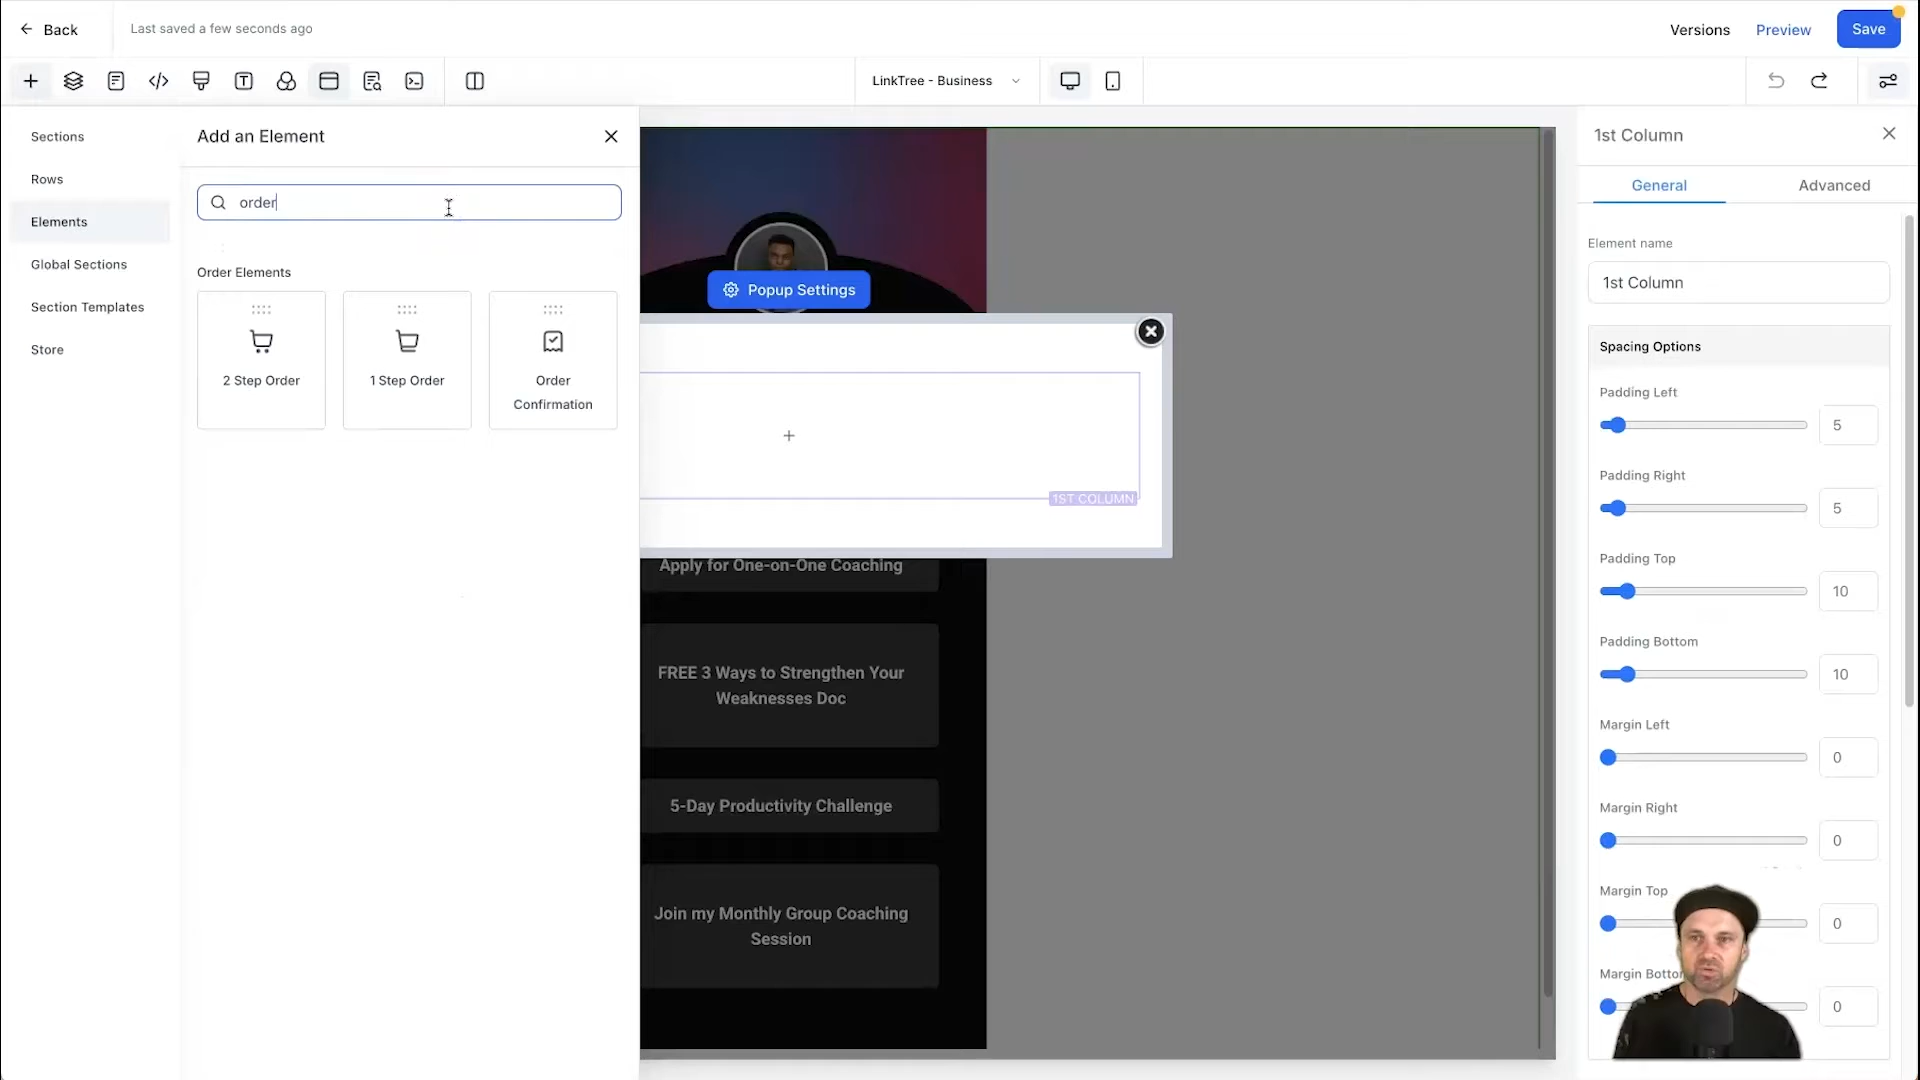 Back
Last saved a few seconds ago
Versions
Preview
Save
LinkTree - Business
Sections
Rows
Elements
Global Sections
Section Templates
Store
Add an Element
order
Order Elements
2 Step Order
1 Step Order
Order
Confirmation
Popup Settings
1ST COLUMN
Apply for One-on-One Coaching
FREE 3 Ways to Strengthen Your
Weaknesses Doc
5-Day Productivity Challenge
Join my Monthly Group Coaching
Session
1st Column
General
Advanced
Element name
1st Column
Spacing Options
Padding Left
5
Padding Right
5
Padding Top
10
Padding Bottom
10
Margin Left
0
Margin Right
0
Margin Top
0
Margin Bottom
0